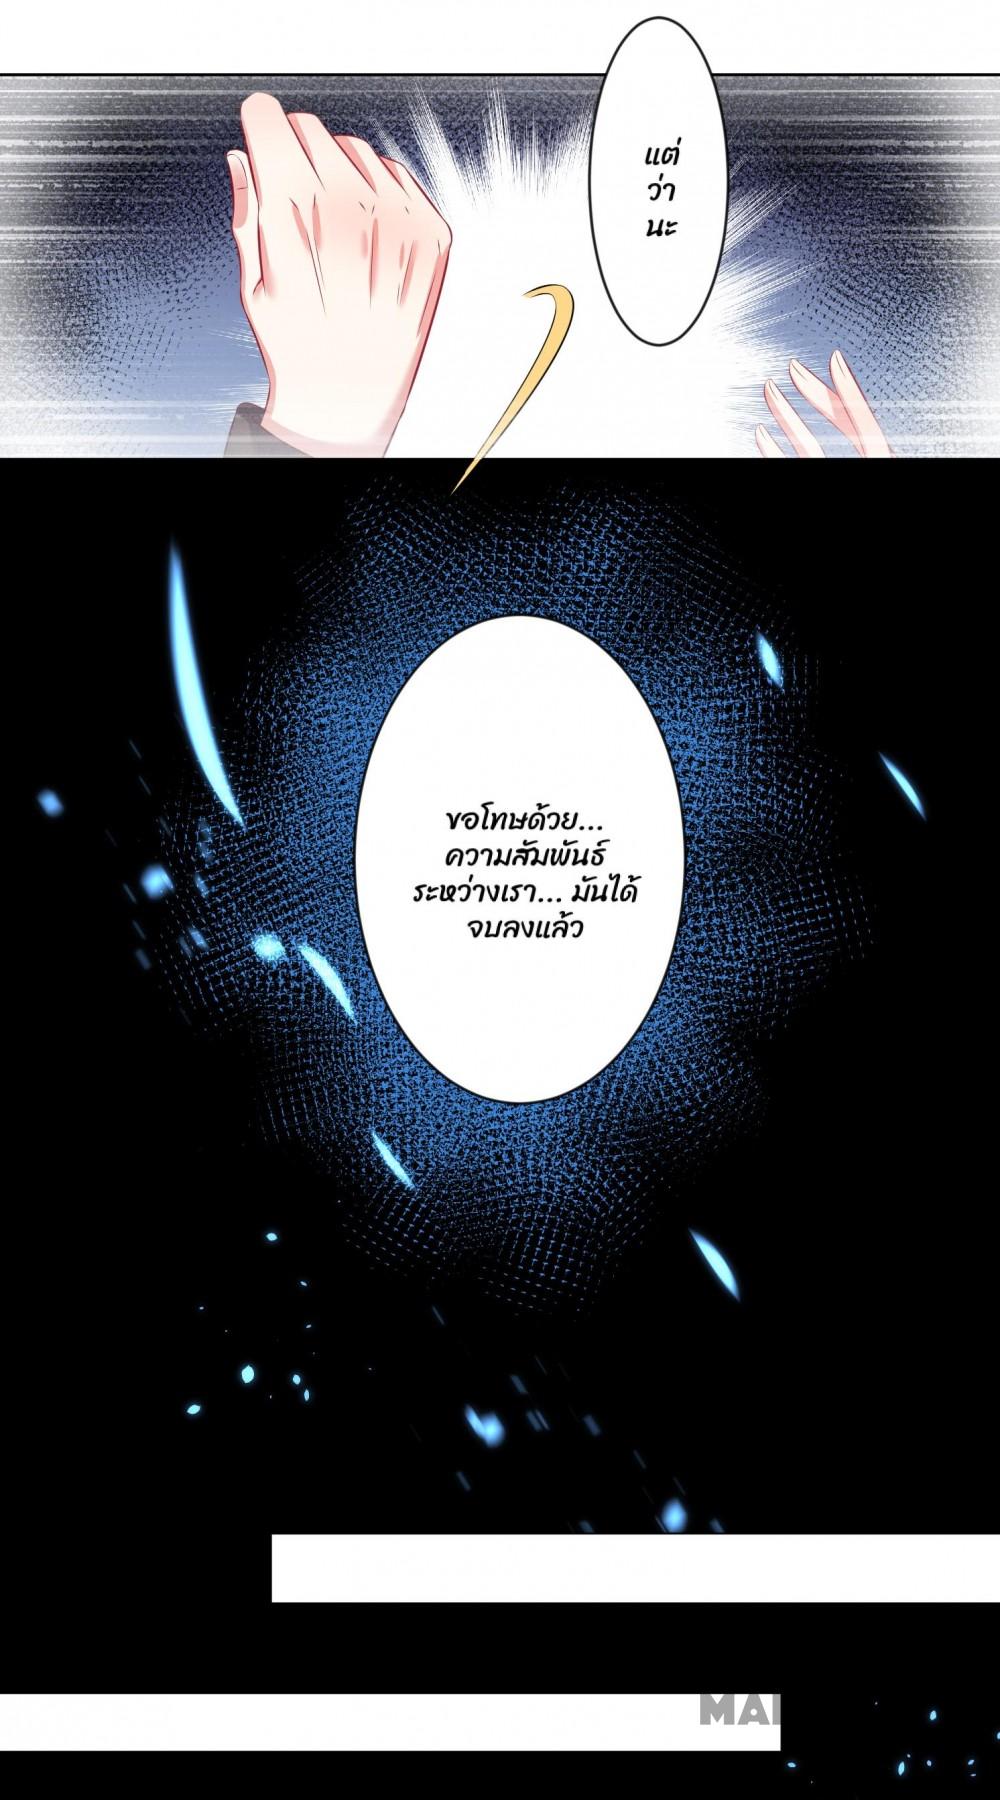 แต่
ว่า
นะ
ขอโทษด้วย...
ความสัมพันธ์
ระหว่างเรา... มันได้
จบลงแล้ว